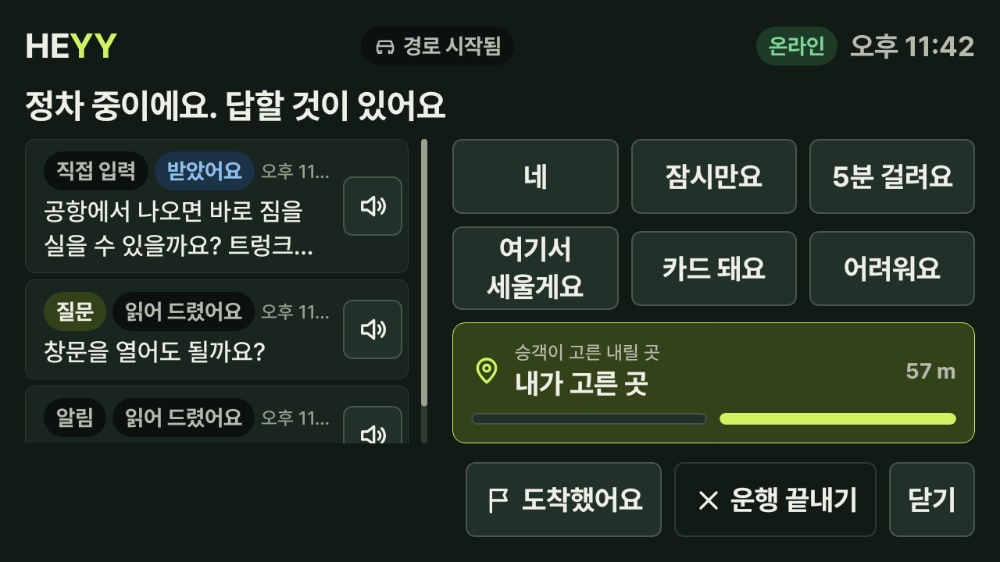 HEYY
경로 시작됨
온라인
오후 11:42
정차 중이에요. 답할 것이 있어요
직접 입력
받았어요
오후 11...
공항에서 나오면 바로 짐을
실을 수 있을까요? 트렁크...
질문
읽어 드렸어요
오후 11...
창문을 열어도 될까요?
알림
읽어 드렸어요
오후 11...
네
잠시만요
5분 걸려요
여기서
세울게요
카드 돼요
어려워요
승객이 고른 내릴 곳
내가 고른 곳
57 m
도착했어요
운행 끝내기
닫기